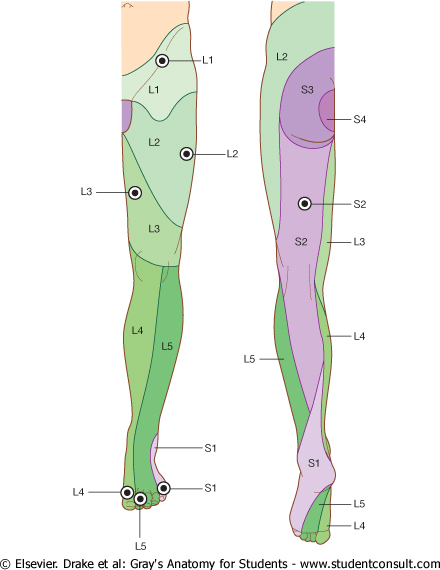 L1
L1
L2
L2
L3
L3
L4
L5
S1
L4
S1
L5
L2
S3
S4
S2
S2
L3
L4
L5
S1
L5
L4
© Elsevier. Drake et al: Gray's Anatomy for Students - www.studentconsult.com